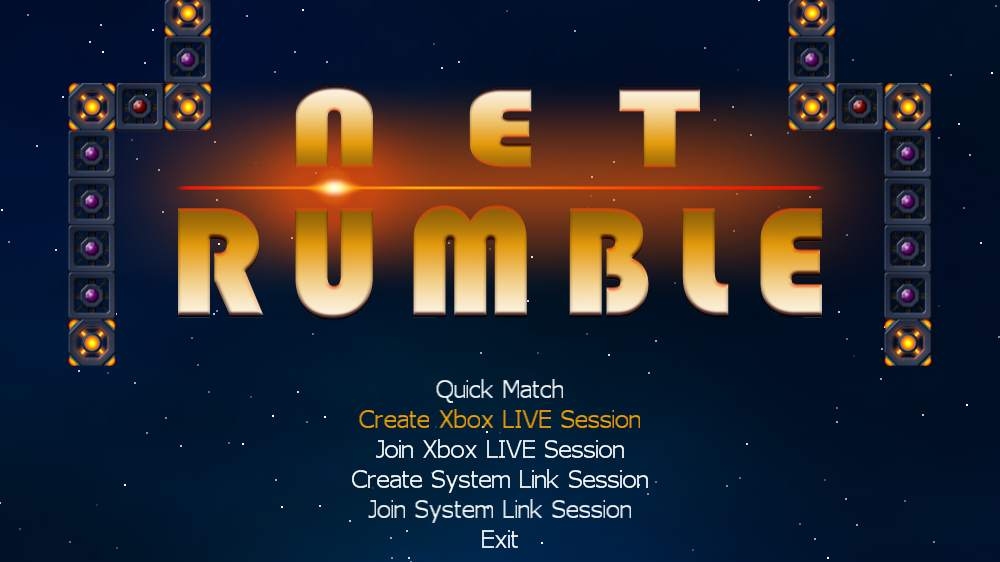 NET
RUMBLE
Quick Match
Create Xbox LIVE Session
Join Xbox LIVE Session
Create System Link Session
Join System Link Session
Exit